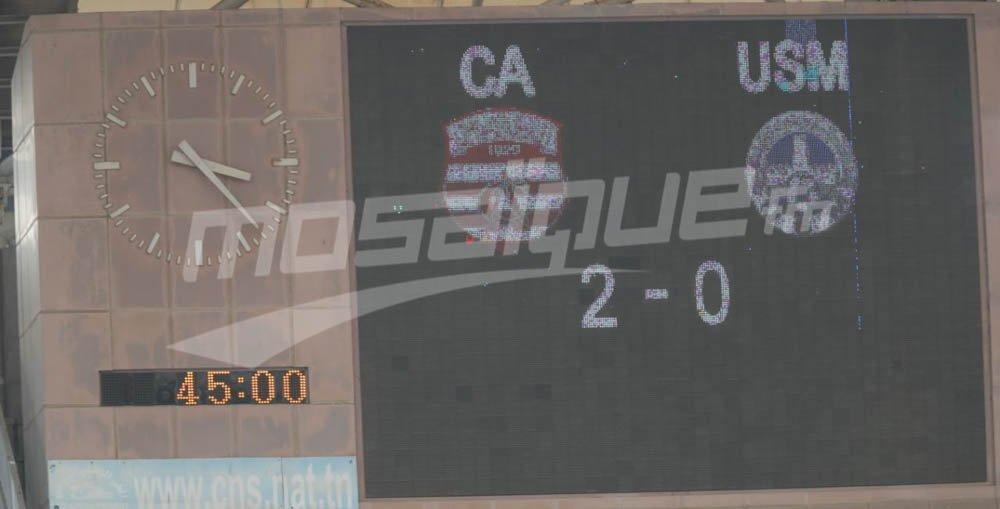 CA
USM
2 - 0
mosaique fm
45:00
www.cns.nat.tn